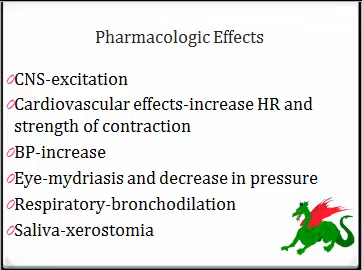 Pharmacologic Effects
CNS-excitation
Cardiovascular effects-increase HR and
strength of contraction
BP-increase
Eye-mydriasis and decrease in pressure
Respiratory-bronchodilation
Saliva-xerostomia